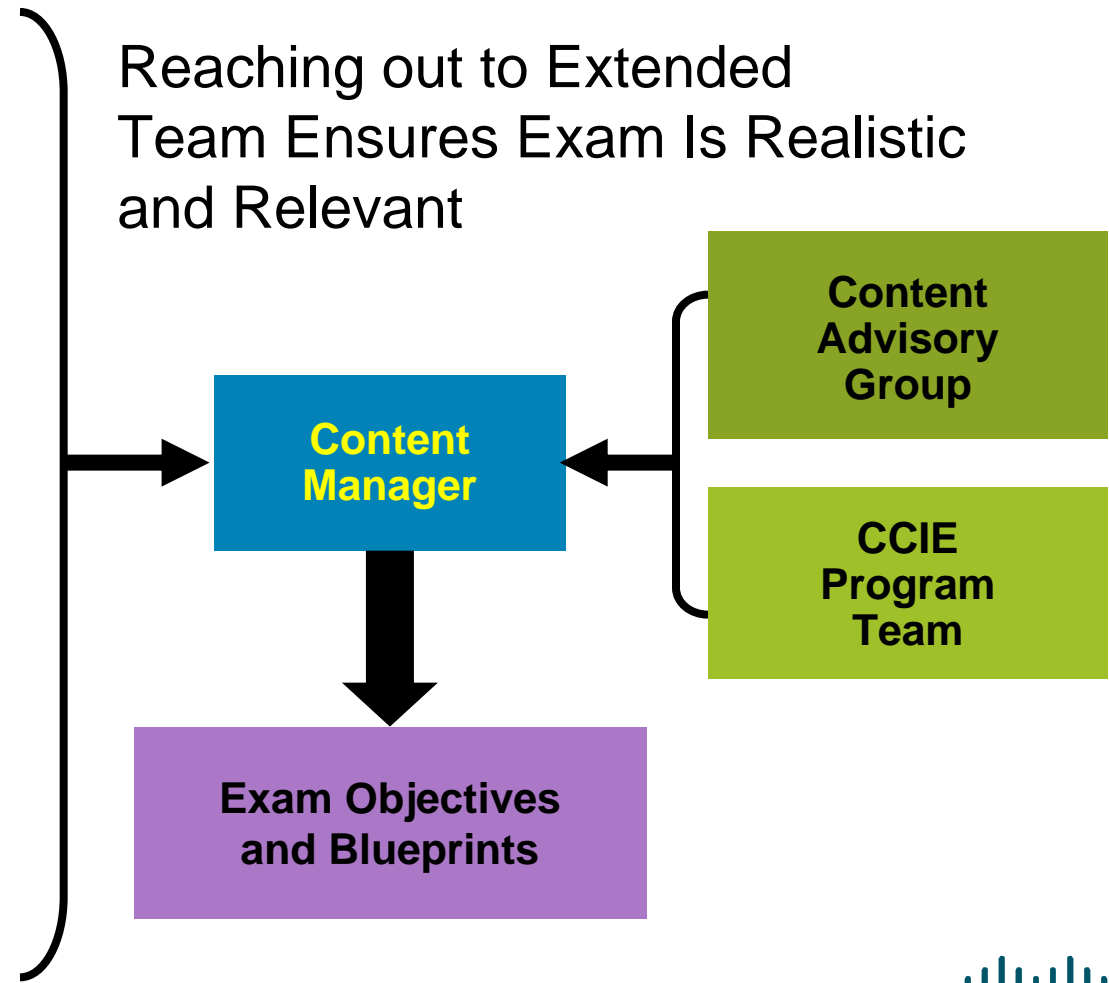 Reaching out to Extended
Team Ensures Exam Is Realistic
and Relevant
Content
Advisory
Group
Content
Manager
CCIE
Program
Team
Exam Objectives
and Blueprints